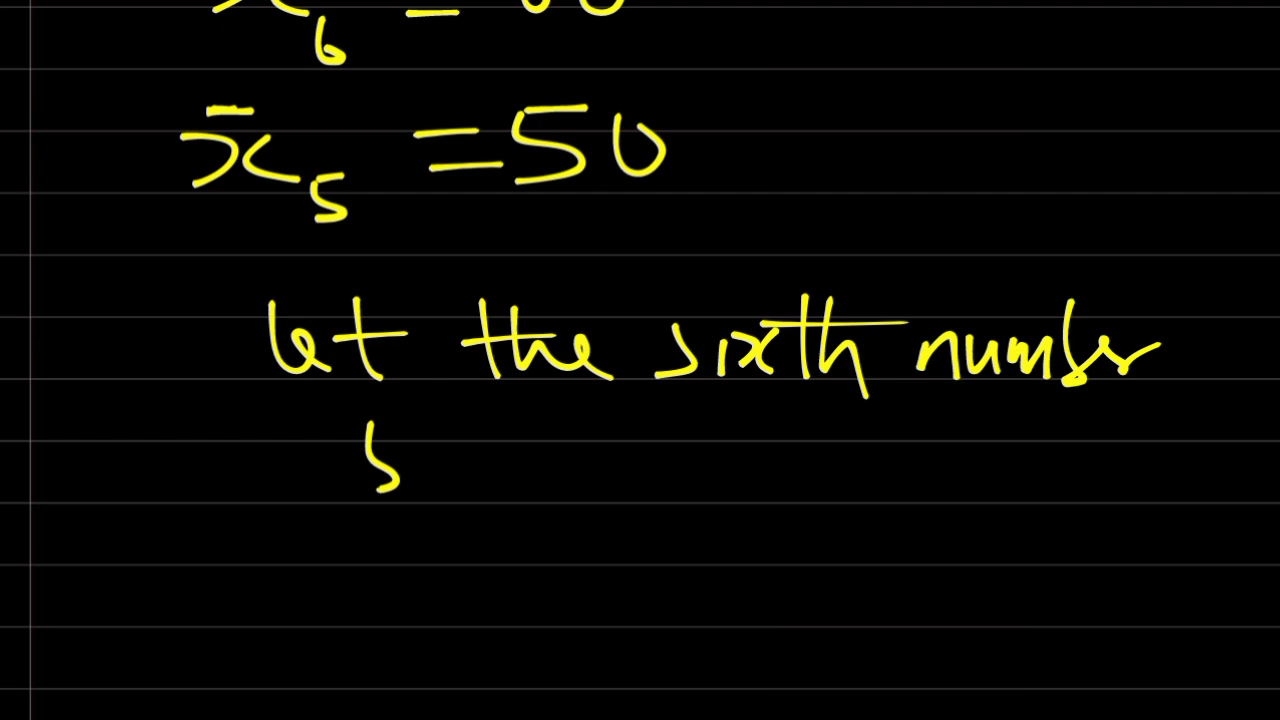 x̄₅ = 50
let the sixth number